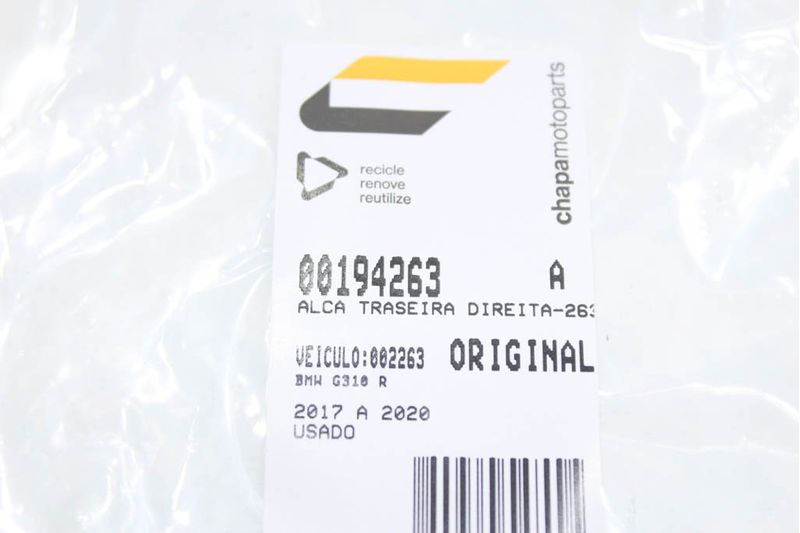 chapamotoparts
recicle
renove
reutilize
00194263 A
ALCA TRASEIRA DIREITA-263
VEICULO:002263 ORIGINAL
BMW G310 R
2017 A 2020
USADO